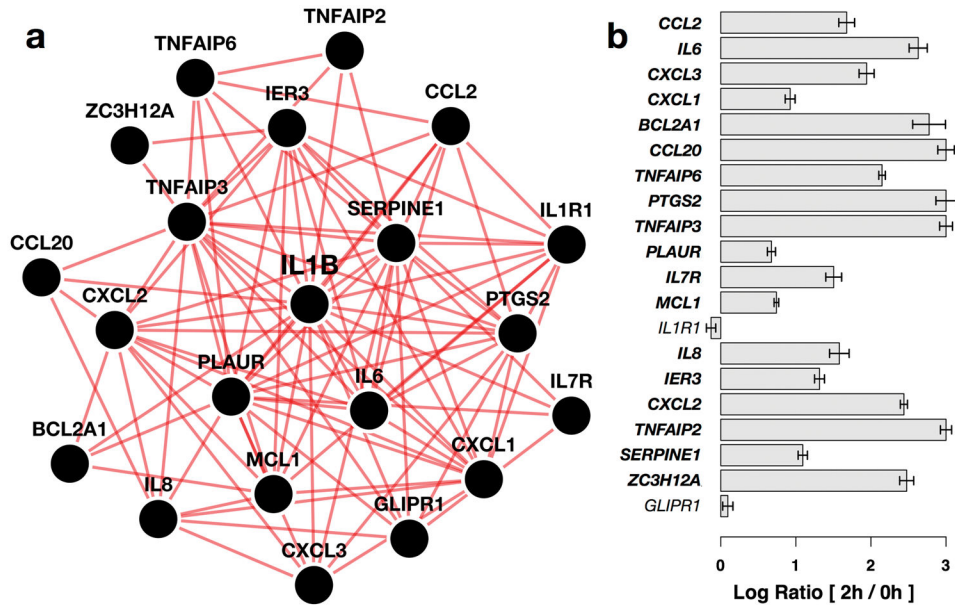 a
TNFAIP2
TNFAIP6
IER3
CCL2
ZC3H12A
TNFAIP3
SERPINE1
IL1R1
CCL20
IL1B
CXCL2
PTGS2
PLAUR
IL6
IL7R
BCL2A1
CXCL1
MCL1
IL8
GLIPR1
CXCL3
b
CCL2
IL6
CXCL3
CXCL1
BCL2A1
CCL20
TNFAIP6
PTGS2
TNFAIP3
PLAUR
IL7R
MCL1
IL1R1
IL8
IER3
CXCL2
TNFAIP2
SERPINE1
ZC3H12A
GLIPR1
0 1 2 3
Log Ratio [ 2h / 0h ]